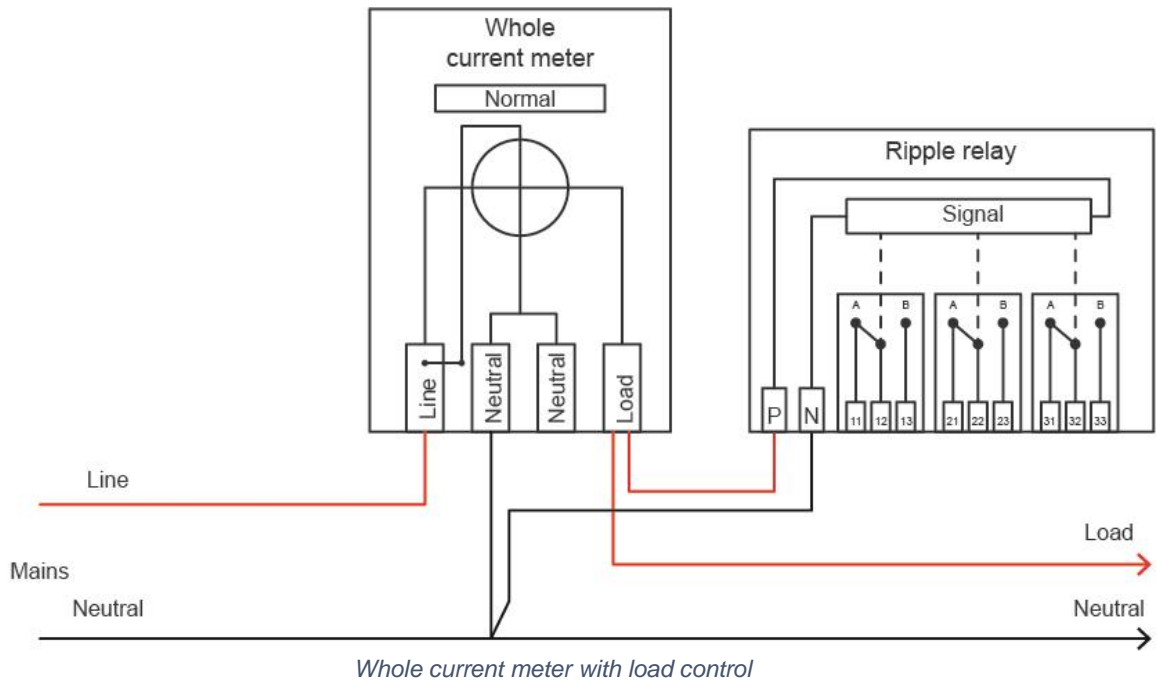 Whole
current meter
Normal
Line
Neutral
Neutral
Load
Ripple relay
Signal
A B A B A B
P N 11 12 13 21 22 23 31 32 33
Line
Load
Mains
Neutral
Neutral
Whole current meter with load control